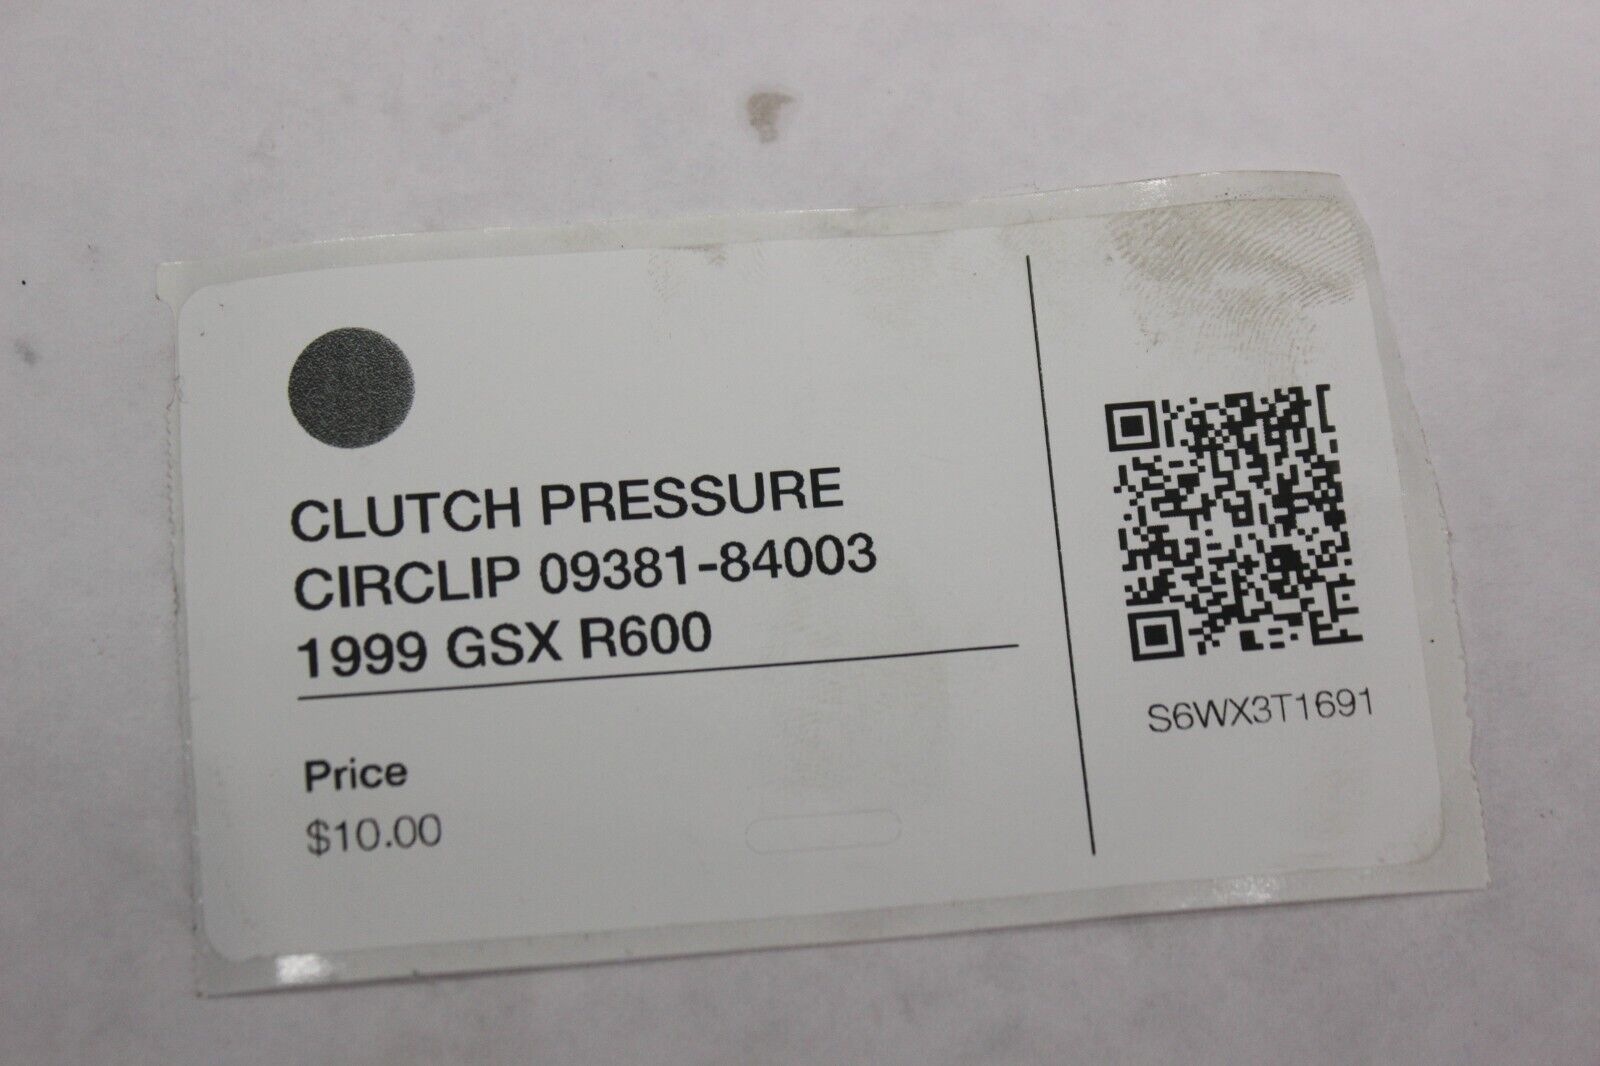 CLUTCH PRESSURE
CIRCLIP 09381-84003
1999 GSX R600
Price
$10.00
S6WX3T1691